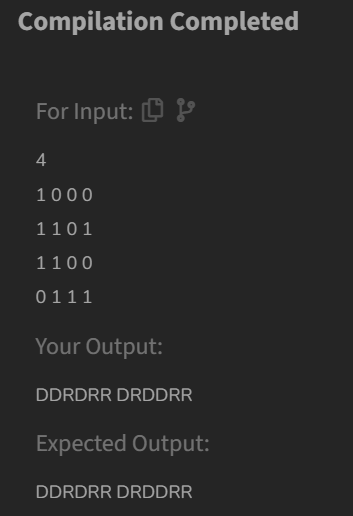 Compilation Completed
For Input:
4
1 0 0 0
1 1 0 1
1 1 0 0
0 1 1 1
Your Output:
DDRDRR DRDDRR
Expected Output:
DDRDRR DRDDRR